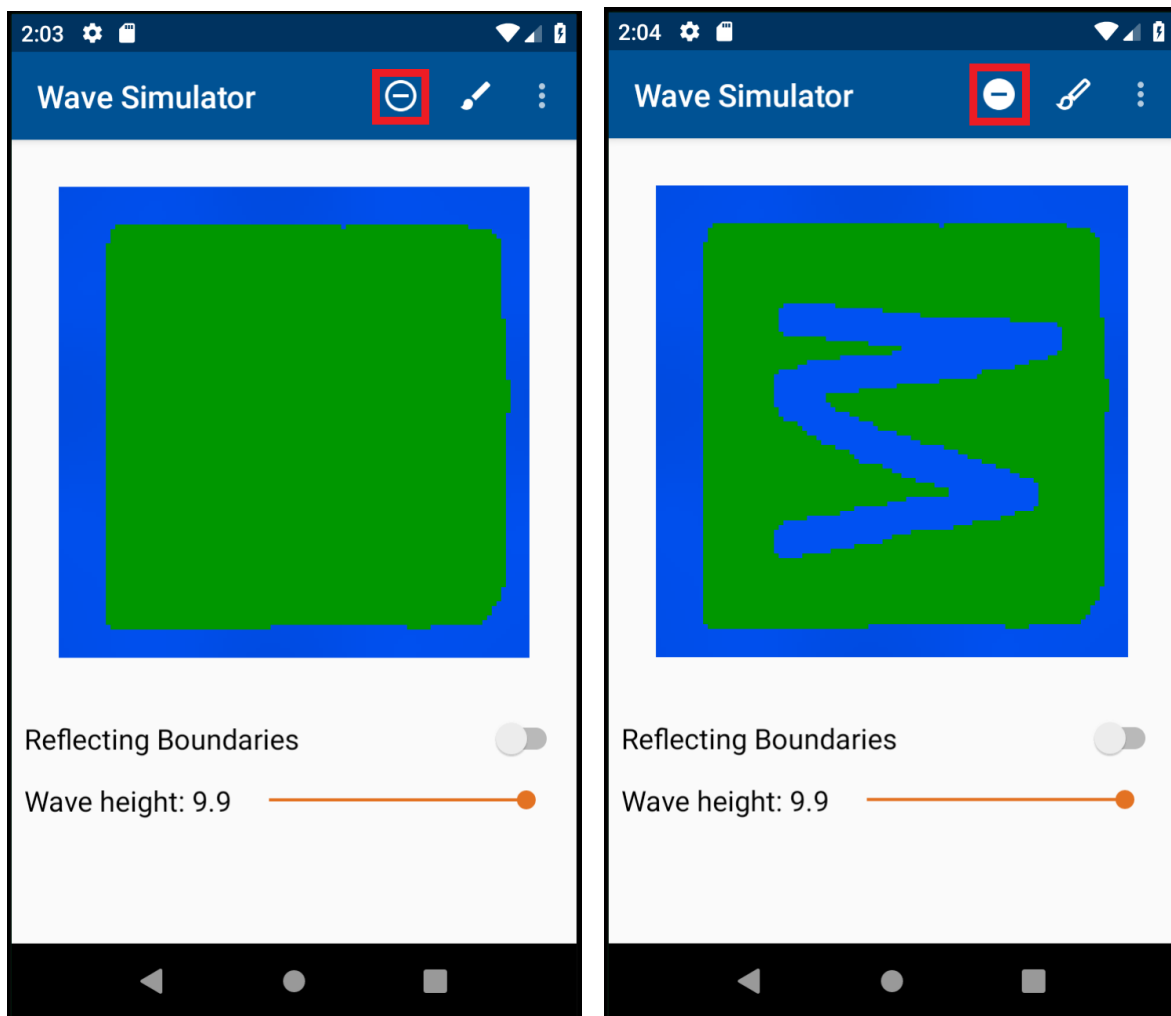 2:03
Wave Simulator
Reflecting Boundaries
Wave height: 9.9
2:04
Wave Simulator
Reflecting Boundaries
Wave height: 9.9